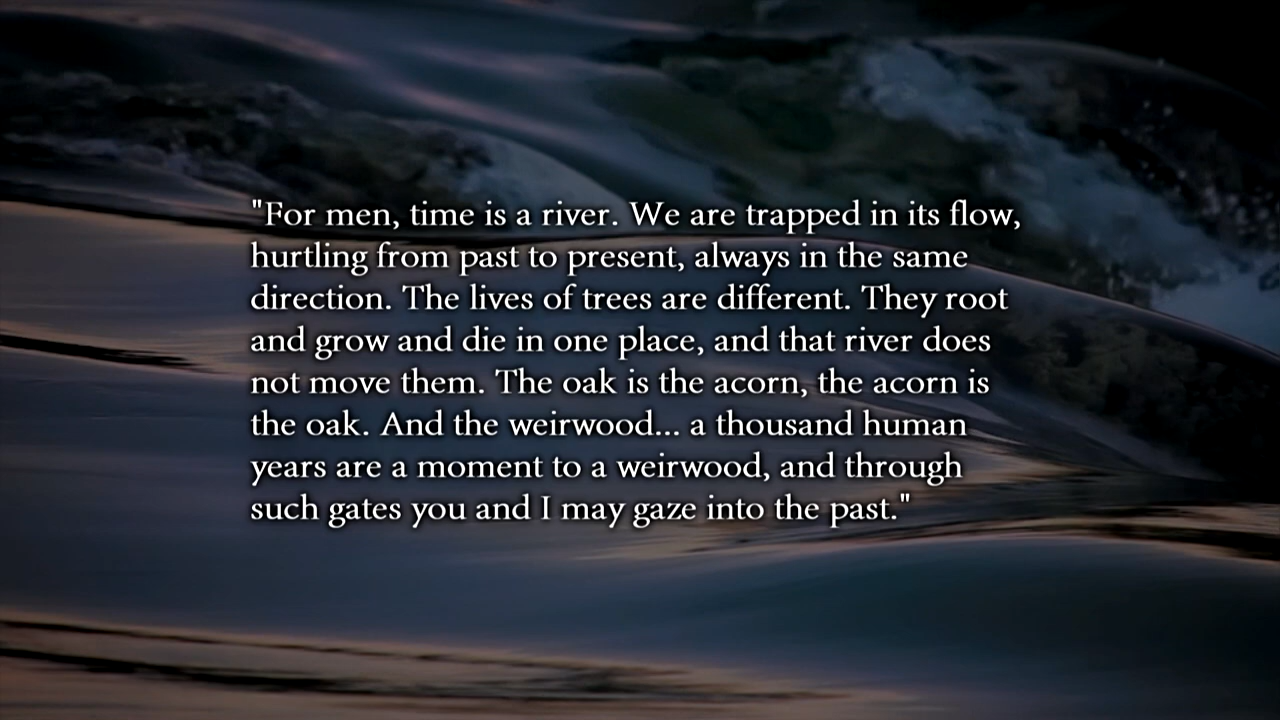 "For men, time is a river. We are trapped in its flow,
hurtling from past to present, always in the same
direction. The lives of trees are different. They root
and grow and die in one place, and that river does
not move them. The oak is the acorn, the acorn is
the oak. And the weirwood... a thousand human
years are a moment to a weirwood, and through
such gates you and I may gaze into the past."